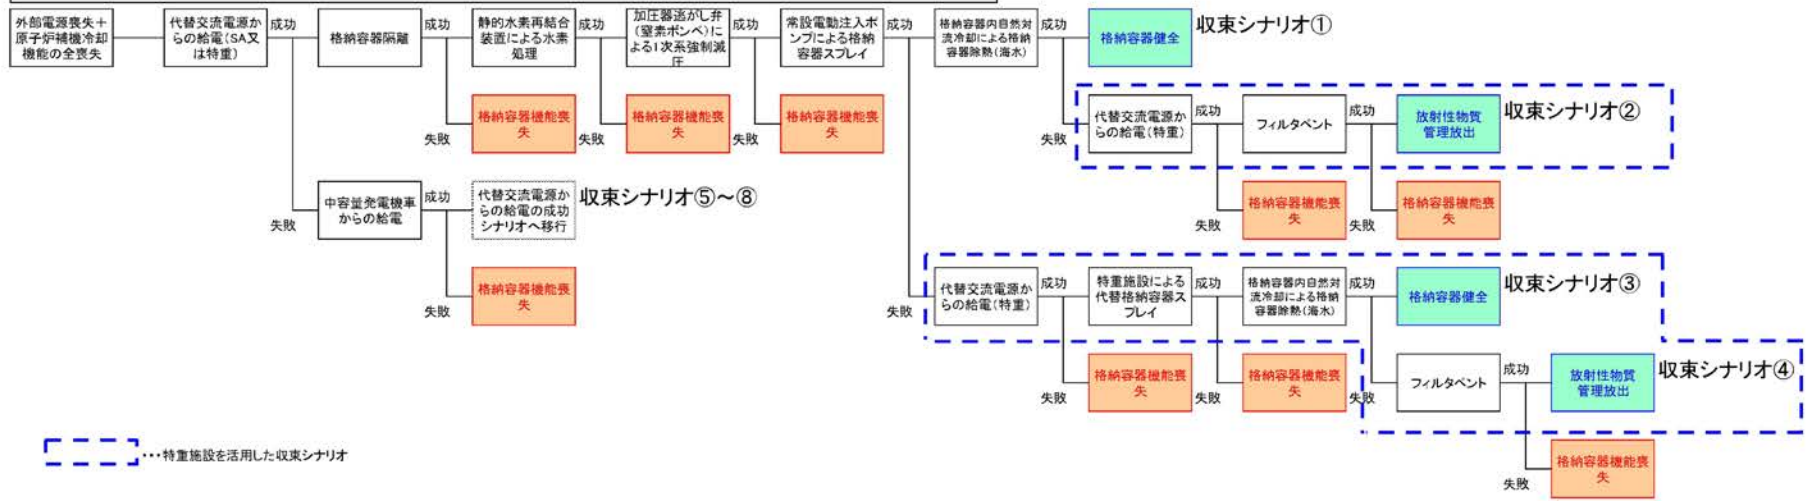 外部電源喪失＋
原子炉補機冷却
機能の全喪失
代替交流電源か
らの給電(SA又
は特重)
成功
格納容器隔離
成功
静的水素再結合
装置による水素
処理
成功
加圧器逃がし弁
(窒素ボンベ)に
よる1次系強制減
圧
成功
常設電動注入ポ
ンプによる格納
容器スプレイ
成功
格納容器内自然対
流冷却による格納
容器除熱(海水)
成功
格納容器健全
収束シナリオ①
失敗
格納容器機能喪
失
失敗
格納容器機能喪
失
失敗
格納容器機能喪
失
失敗
代替交流電源か
らの給電(特重)
成功
フィルタベント
成功
放射性物質
管理放出
収束シナリオ②
失敗
中容量発電機車
からの給電
成功
代替交流電源か
らの給電の成功
シナリオへ移行
収束シナリオ⑤～⑧
失敗
格納容器機能喪
失
失敗
格納容器機能喪
失
失敗
格納容器機能喪
失
失敗
代替交流電源か
らの給電(特重)
成功
特重施設による
代替格納容器ス
プレイ
成功
格納容器内自然対
流冷却による格納
容器除熱(海水)
成功
格納容器健全
収束シナリオ③
失敗
格納容器機能喪
失
失敗
格納容器機能喪
失
失敗
フィルタベント
成功
放射性物質
管理放出
収束シナリオ④
失敗
格納容器機能喪
失
・・・特重施設を活用した収束シナリオ